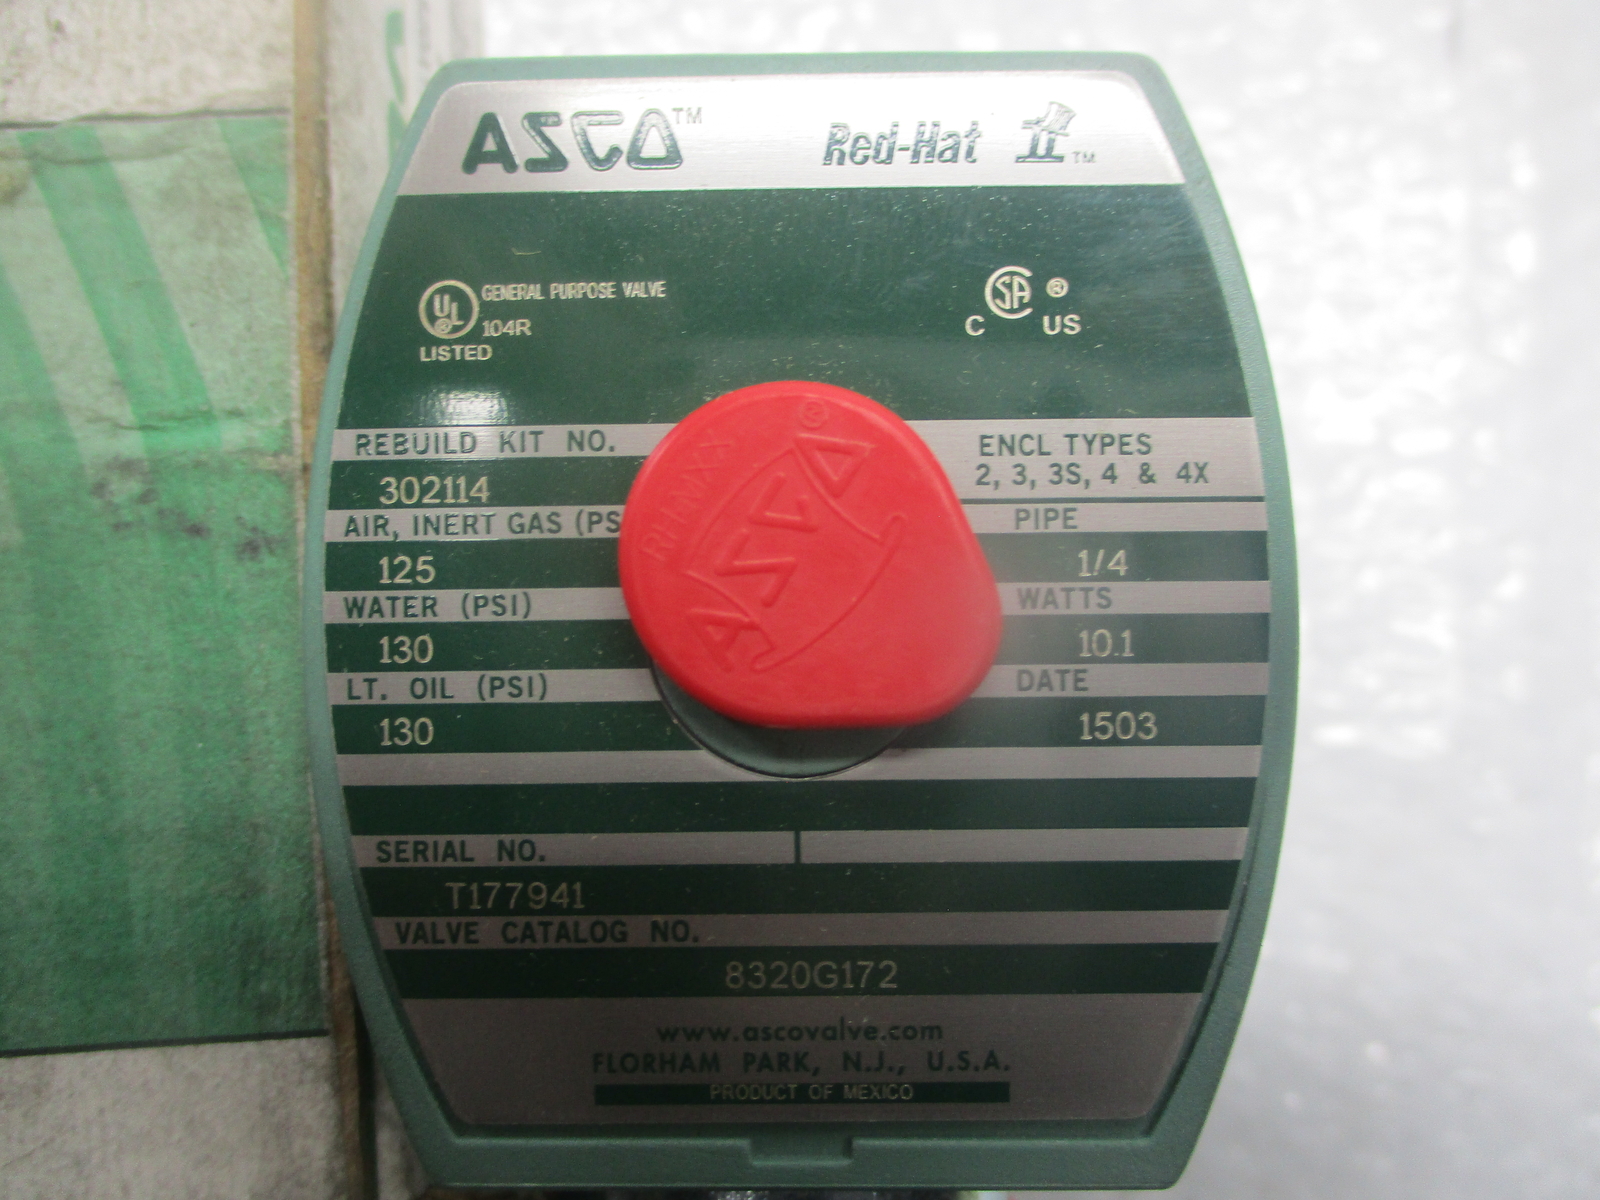 ASCO™ Red-Hat II™
UL® LISTED GENERAL PURPOSE VALVE
104R
C SA® C US
REBUILD KIT NO.
302114
ENCL TYPES
2, 3, 3S, 4 & 4X
AIR, INERT GAS (PS
125
PIPE
1/4
WATER (PSI)
130
WATTS
10.1
LT. OIL (PSI)
130
DATE
1503
ASCO®
SERIAL NO.
T177941
VALVE CATALOG NO.
8320G172
www.ascovalve.com
FLORHAM PARK, N.J., U.S.A.
PRODUCT OF MEXICO